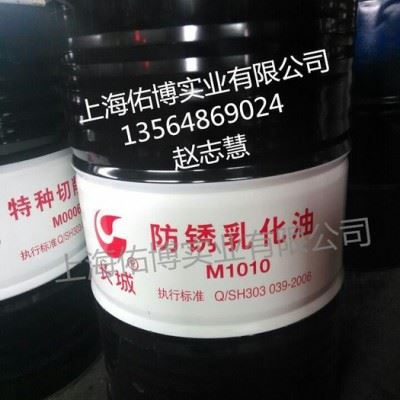 上海佑博实业有限公司
13564869024
赵志慧
特种切削
M0006
执行标准 Q/SH303
长城
®
防锈乳化油
M1010
执行标准 Q/SH303 039-2006
上海佑博实业有限公司